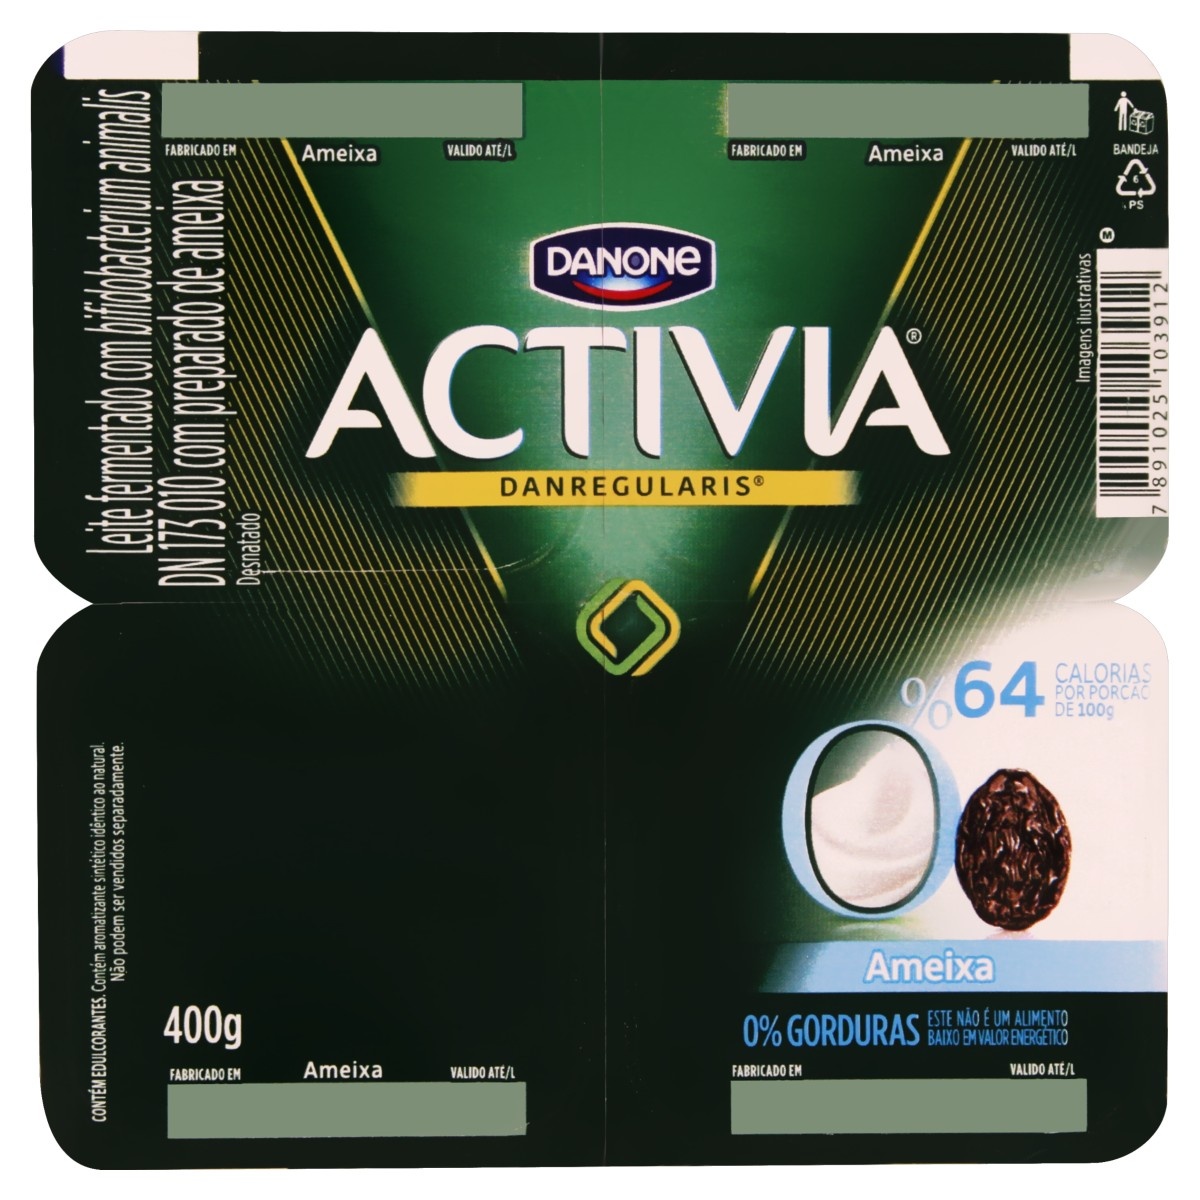 FABRICADO EM Ameixa VALIDO ATÉ/L
FABRICADO EM Ameixa VALIDO ATÉ/L
BANDEJA
6
PS
M
Leite fermentado com bifidobacterium animalis
DN 173 010 com preparado de ameixa
Desnatado
DANONE
ACTIVIA®
DANREGULARIS®
Imagens ilustrativas
7 891025 103912
%64 CALORIAS
POR PORCAO
DE 100g
0
Ameixa
0% GORDURAS ESTE NÃO É UM ALIMENTO
BAIXO EM VALOR ENERGÉTICO
CONTÉM EDULCORANTES. Contém aromatizante sintético idêntico ao natural.
Não podem ser vendidos separadamente.
400g
FABRICADO EM Ameixa VALIDO ATÉ/L
FABRICADO EM VALIDO ATÉ/L